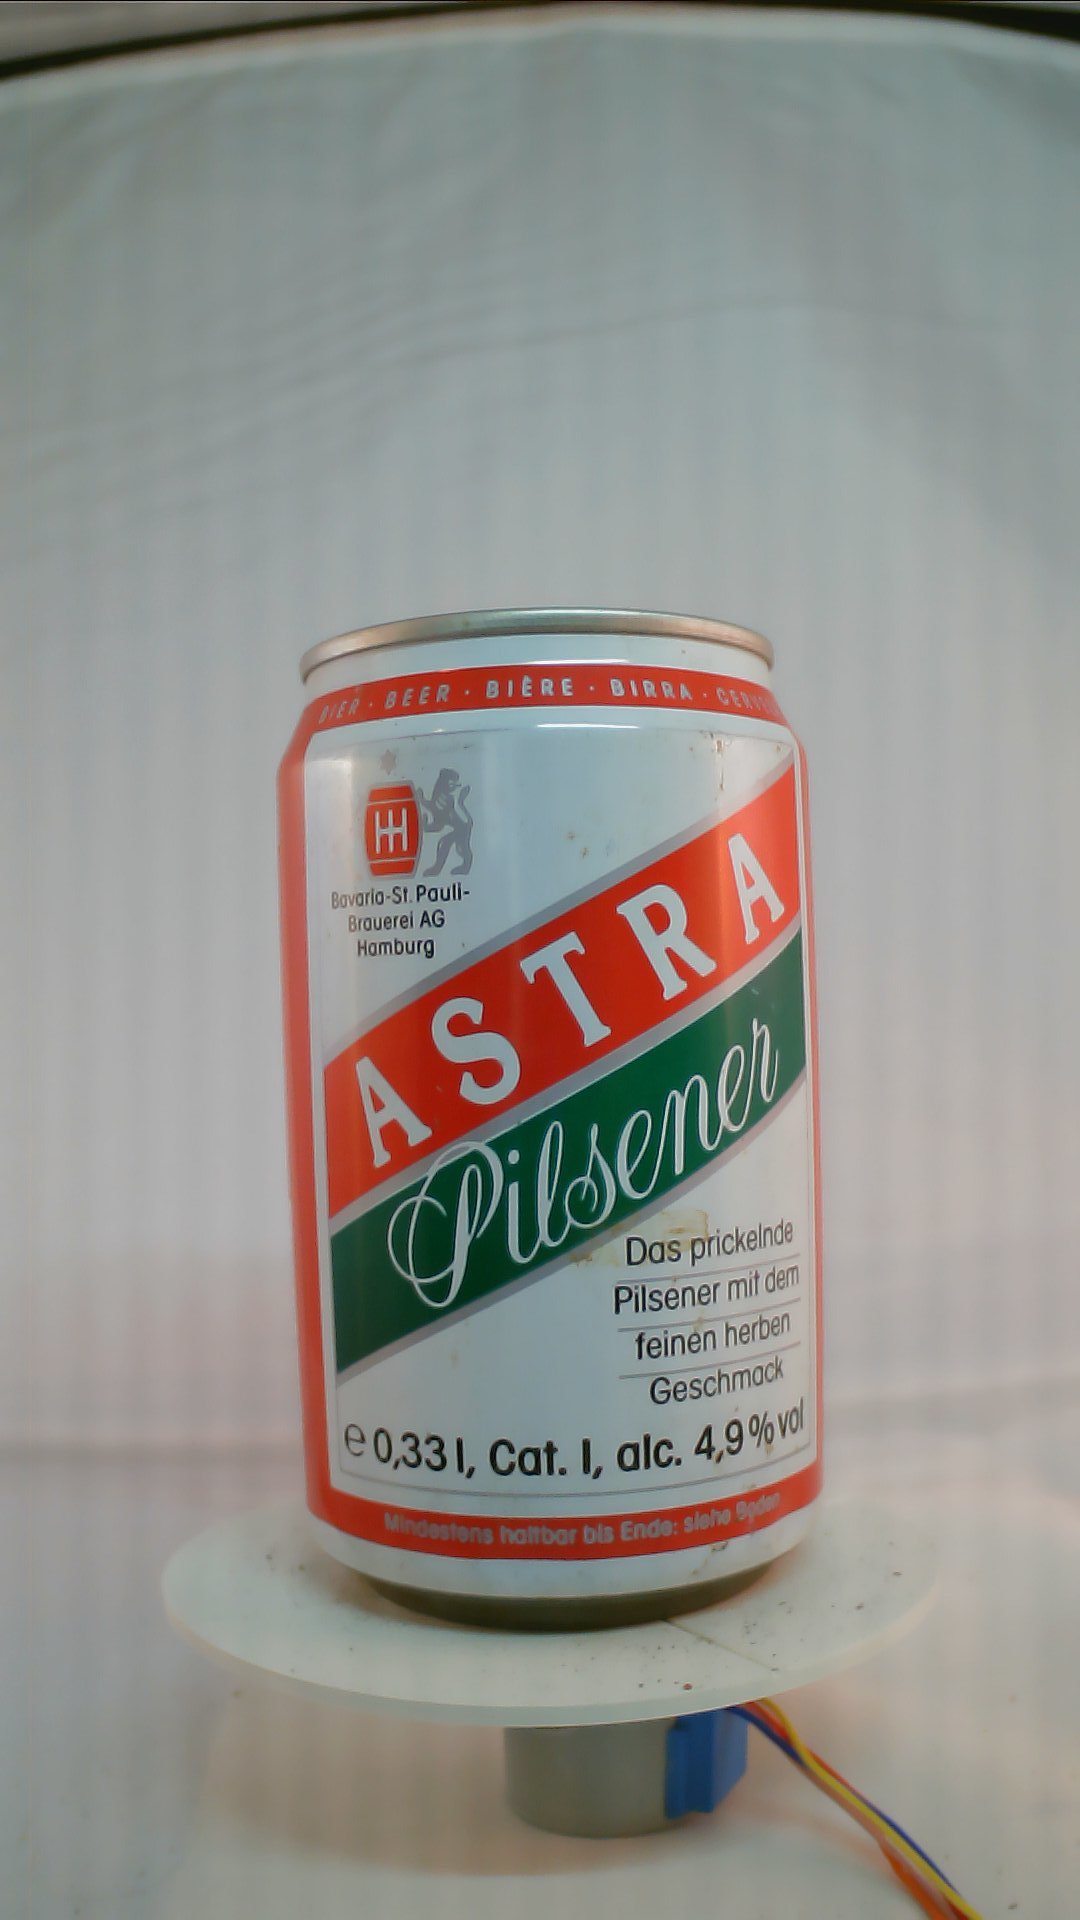 BIER · BEER · BIÈRE · BIRRA ·
HH
Bavaria-St. Pauli-
Brauerei AG
Hamburg
ASTRA
Pilsener
Das prickelnde
Pilsener mit dem
feinen herben
Geschmack
e 0,33 l, Cat. I, alc. 4,9 % vol
Mindestens haltbar bis Ende: siehe Boden